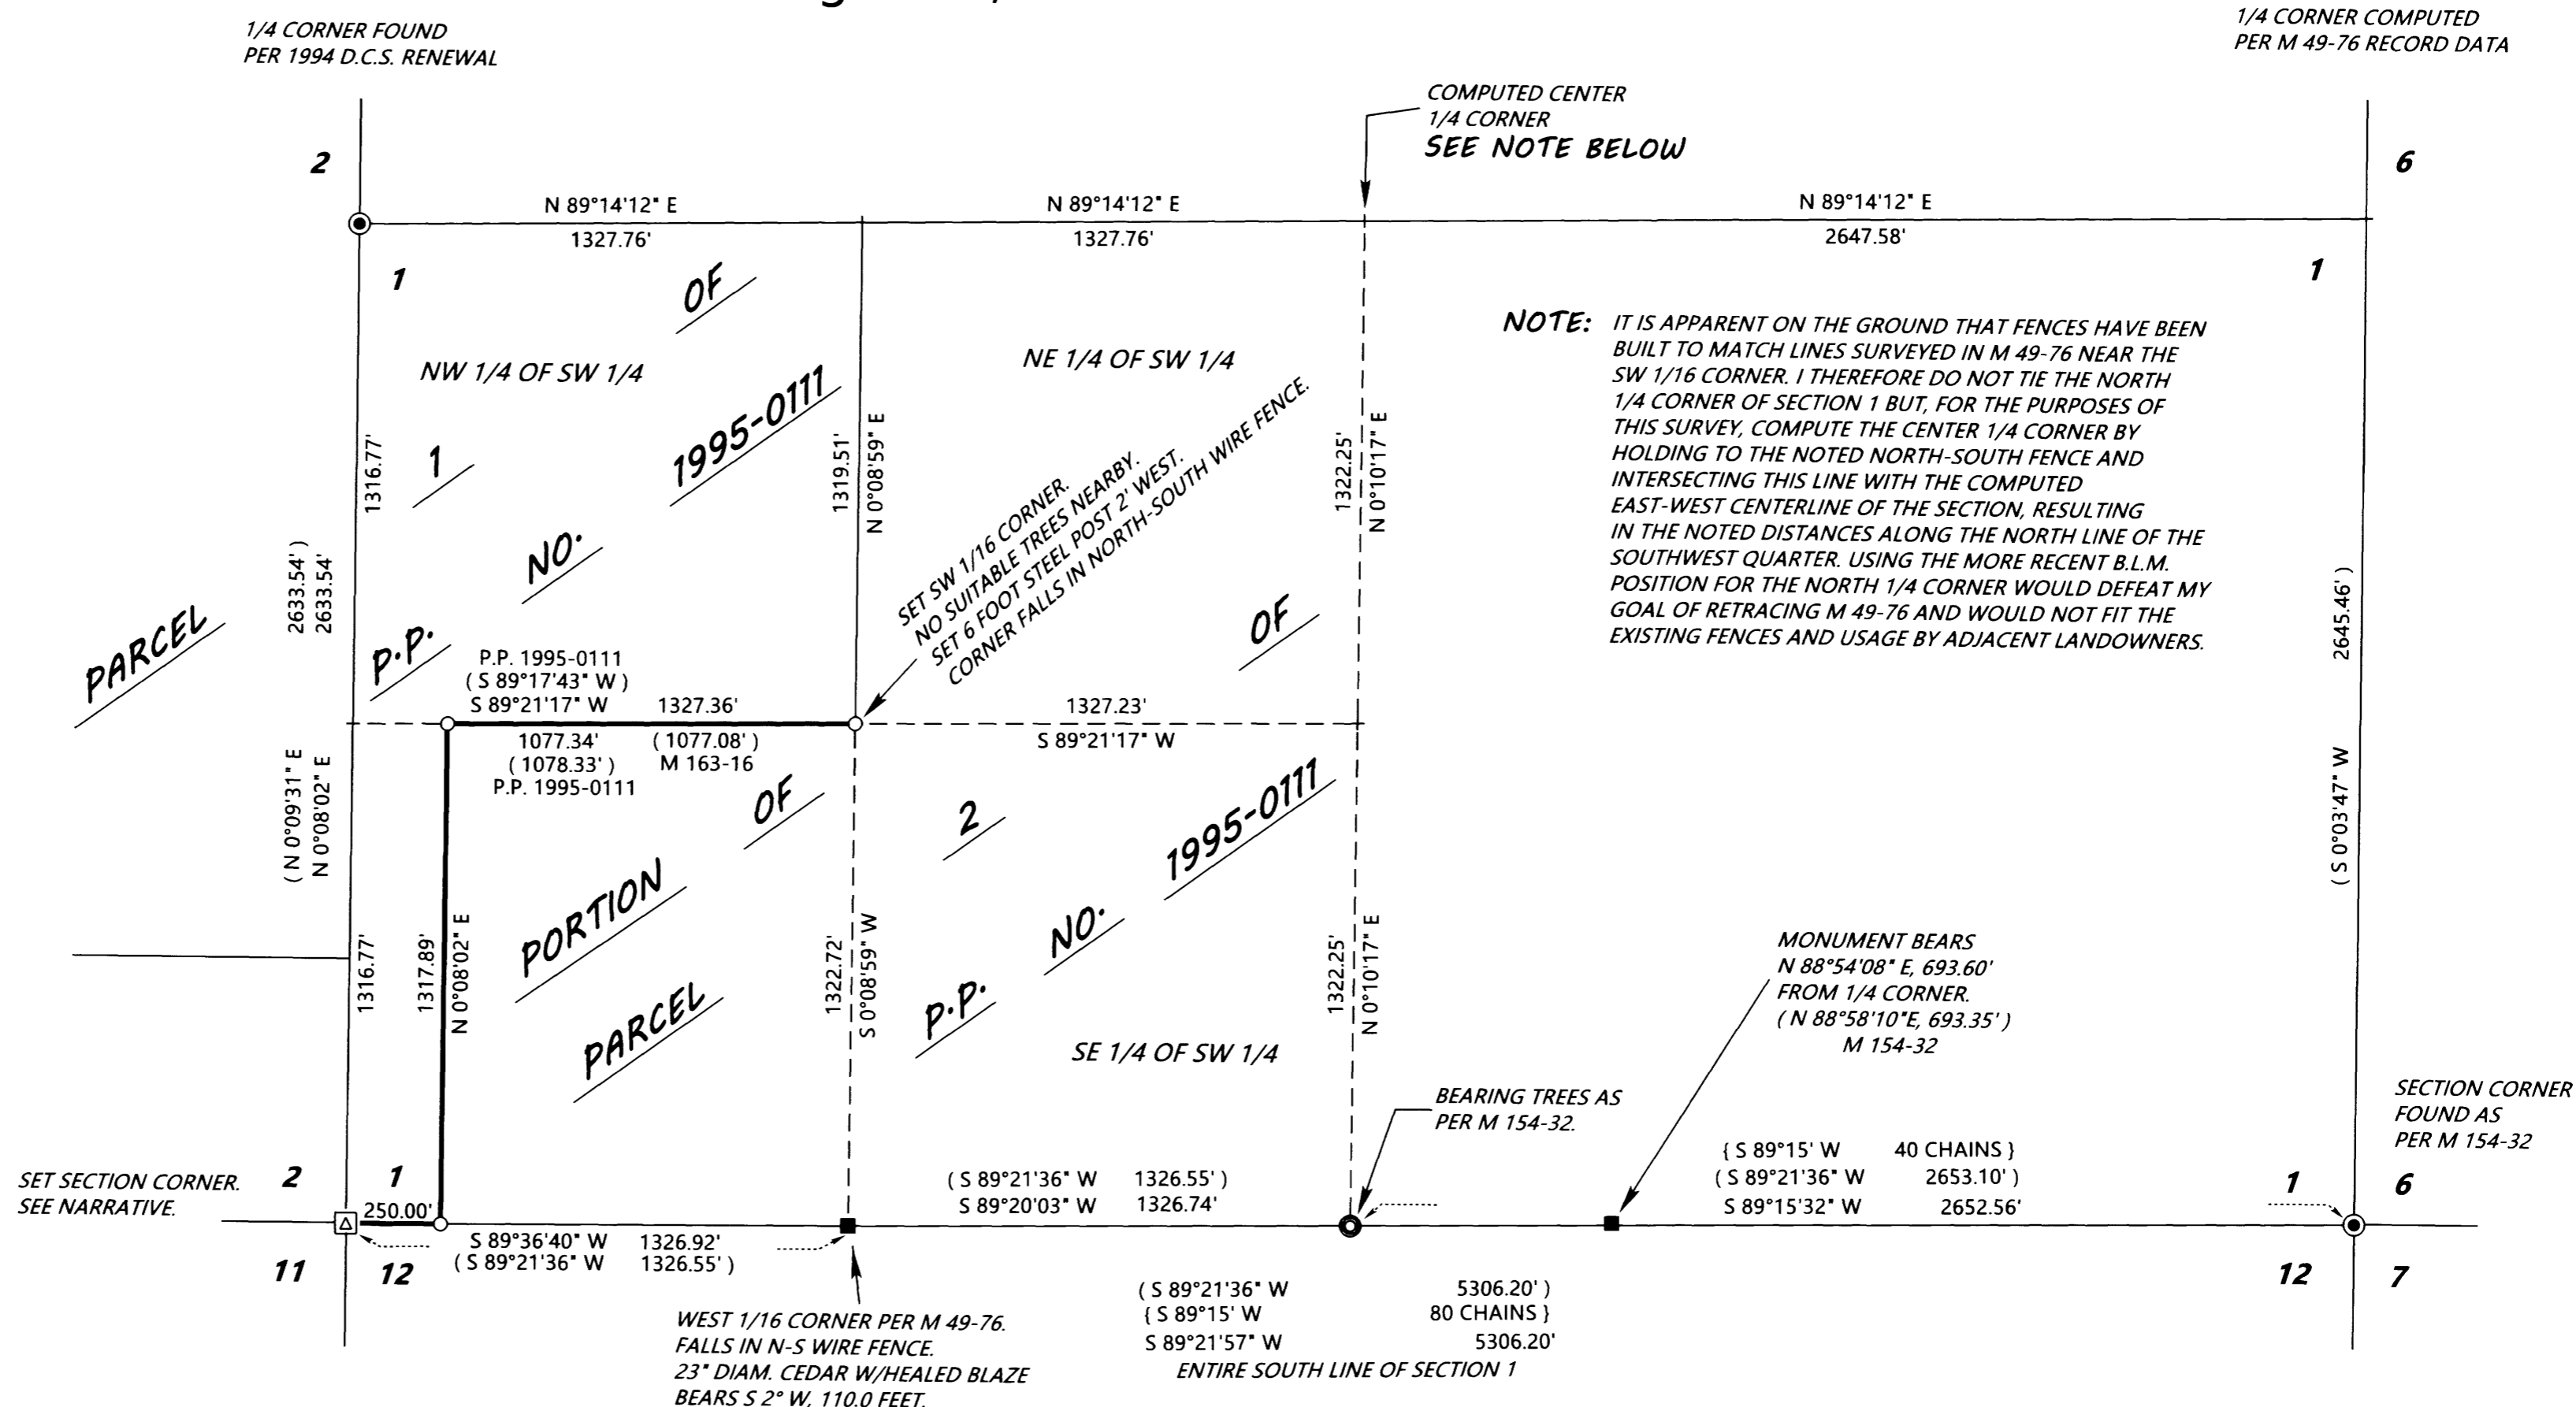 1/4 CORNER FOUND
PER 1994 D.C.S. RENEWAL
1/4 CORNER COMPUTED
PER M 49-76 RECORD DATA
COMPUTED CENTER
1/4 CORNER
SEE NOTE BELOW
2
6
N 89°14'12" E
1327.76'
N 89°14'12" E
1327.76'
N 89°14'12" E
2647.58'
1
1
OF
NW 1/4 OF SW 1/4
NE 1/4 OF SW 1/4
NOTE: IT IS APPARENT ON THE GROUND THAT FENCES HAVE BEEN
BUILT TO MATCH LINES SURVEYED IN M 49-76 NEAR THE
SW 1/16 CORNER. I THEREFORE DO NOT TIE THE NORTH
1/4 CORNER OF SECTION 1 BUT, FOR THE PURPOSES OF
THIS SURVEY, COMPUTE THE CENTER 1/4 CORNER BY
HOLDING TO THE NOTED NORTH-SOUTH FENCE AND
INTERSECTING THIS LINE WITH THE COMPUTED
EAST-WEST CENTERLINE OF THE SECTION, RESULTING
IN THE NOTED DISTANCES ALONG THE NORTH LINE OF THE
SOUTHWEST QUARTER. USING THE MORE RECENT B.L.M.
POSITION FOR THE NORTH 1/4 CORNER WOULD DEFEAT MY
GOAL OF RETRACING M 49-76 AND WOULD NOT FIT THE
EXISTING FENCES AND USAGE BY ADJACENT LANDOWNERS.
1316.77'
1
1995-0111
1319.51'
N 0°08'59" E
1322.25'
N 0°10'17" E
SET SW 1/16 CORNER.
NO SUITABLE TREES NEARBY.
SET 6 FOOT STEEL POST 2' WEST.
CORNER FALLS IN NORTH-SOUTH WIRE FENCE.
2633.54' )
2633.54'
NO.
PARCEL
P.P.
OF
2645.46' )
P.P. 1995-0111
( S 89°17'43" W )
S 89°21'17" W 1327.36'
1077.34' ( 1077.08' )
( 1078.33' ) M 163-16
P.P. 1995-0111
1327.23'
S 89°21'17" W
( N 0°09'31" E
N 0°08'02" E
( S 0°03'47" W
OF
2
1995-0111
PORTION
NO.
PARCEL
P.P.
1316.77'
1317.89'
N 0°08'02" E
1322.72'
S 0°08'59" W
1322.25'
N 0°10'17" E
MONUMENT BEARS
N 88°54'08" E, 693.60'
FROM 1/4 CORNER.
( N 88°58'10"E, 693.35' )
M 154-32
SE 1/4 OF SW 1/4
BEARING TREES AS
PER M 154-32.
SECTION CORNER
FOUND AS
PER M 154-32
SET SECTION CORNER.
SEE NARRATIVE.
2
1
250.00'
( S 89°21'36" W 1326.55' )
S 89°20'03" W 1326.74'
{ S 89°15' W 40 CHAINS }
( S 89°21'36" W 2653.10' )
S 89°15'32" W 2652.56'
1
6
S 89°36'40" W 1326.92'
( S 89°21'36" W 1326.55' )
11
12
12
7
WEST 1/16 CORNER PER M 49-76.
FALLS IN N-S WIRE FENCE.
23" DIAM. CEDAR W/HEALED BLAZE
BEARS S 2° W, 110.0 FEET.
( S 89°21'36" W 5306.20' )
{ S 89°15' W 80 CHAINS }
S 89°21'57" W 5306.20'
ENTIRE SOUTH LINE OF SECTION 1